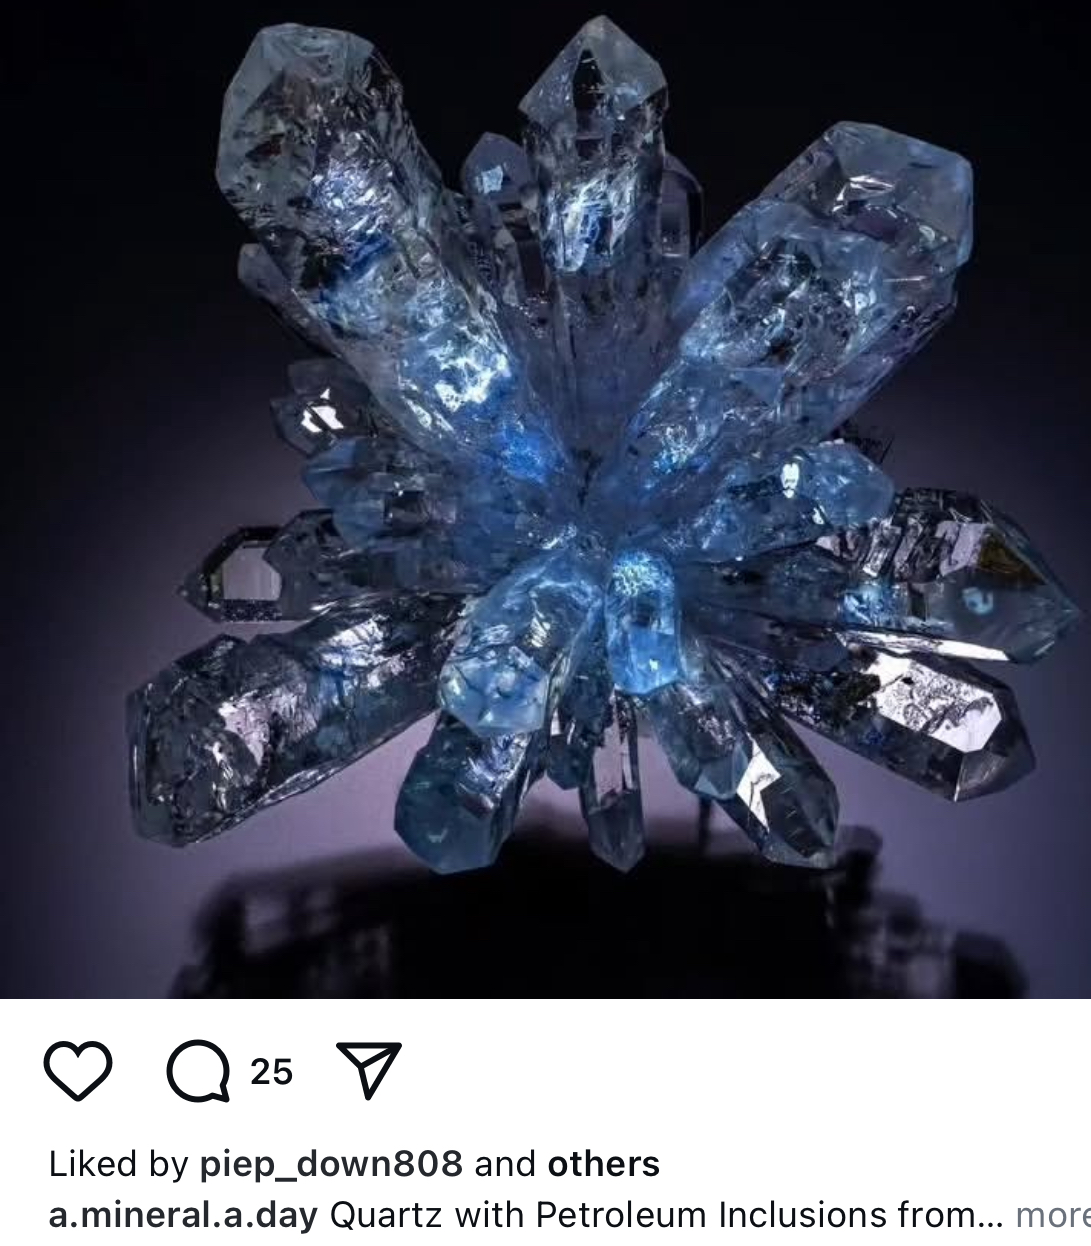 25
Liked by piep_down808 and others
a.mineral.a.day Quartz with Petroleum Inclusions from... more